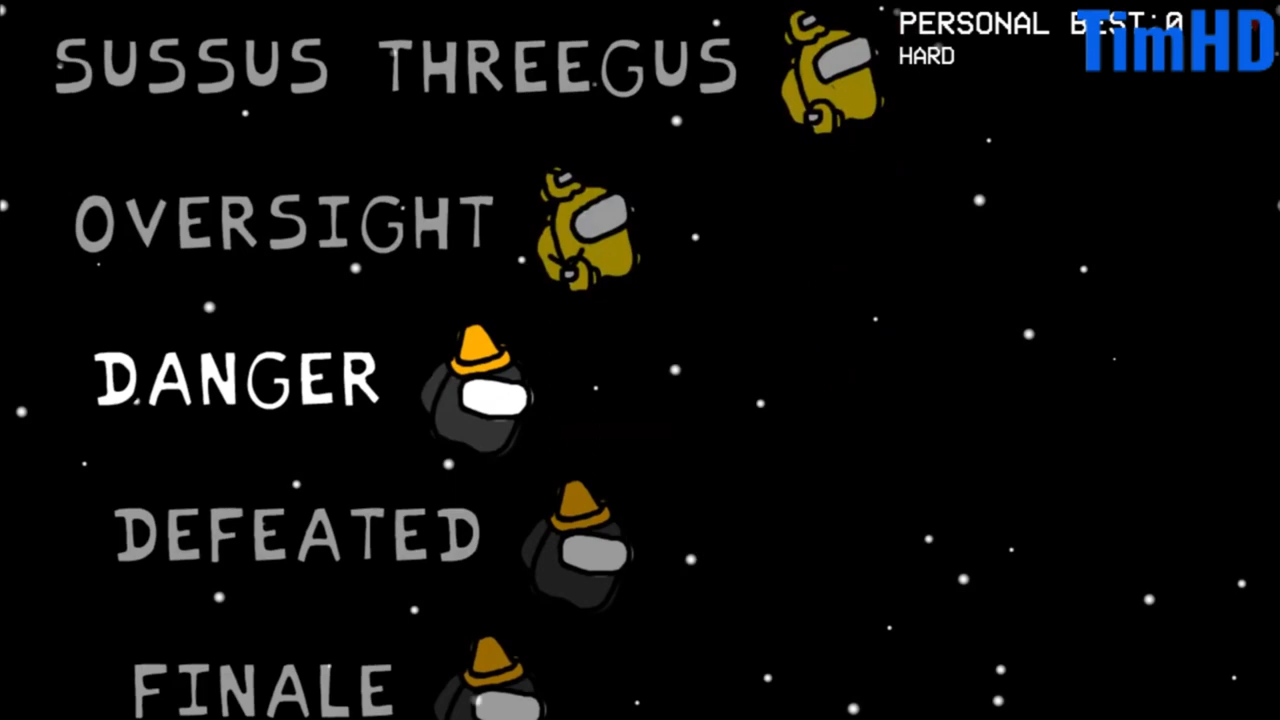 SUSSUS THREEGUS
PERSONAL BEST:0
HARD
TimHD
OVERSIGHT
DANGER
DEFEATED
FINALE